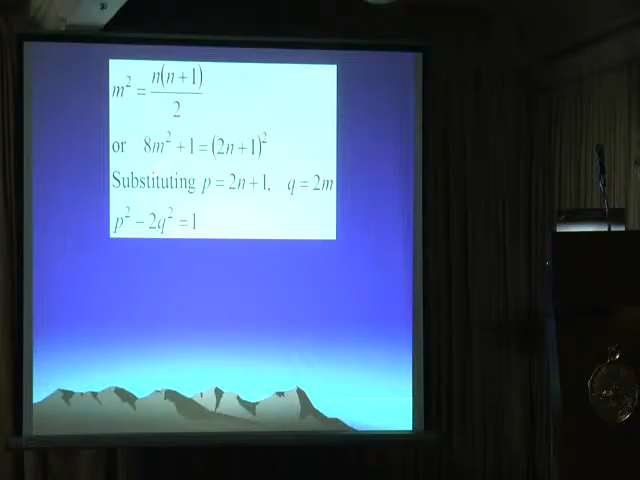 m² = n(n+1)/2
or 8m² + 1 = (2n+1)²
Substituting p = 2n+1, q = 2m
p² − 2q² = 1